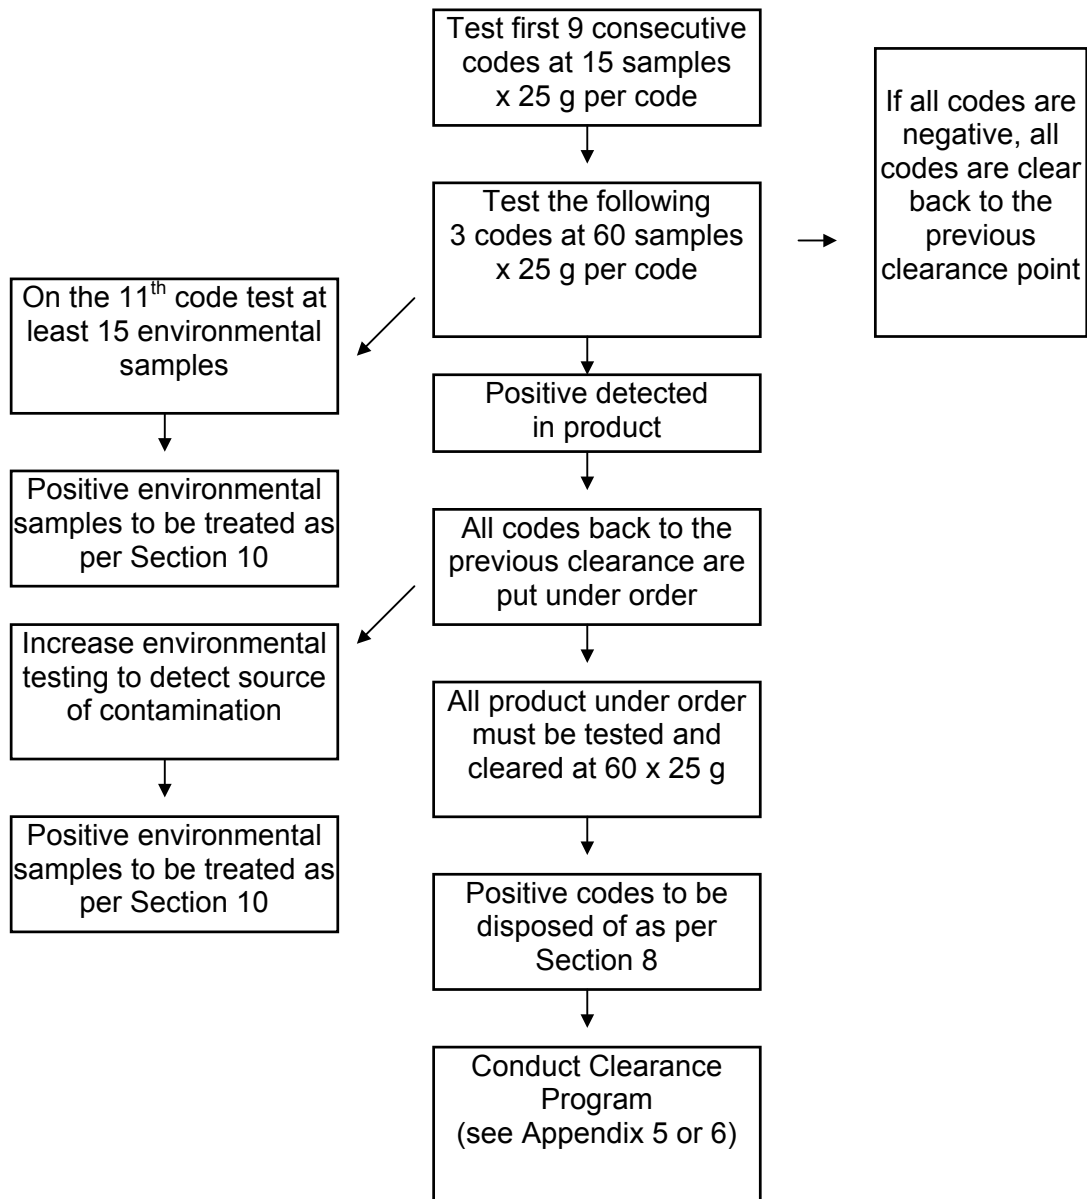 Test first 9 consecutive
codes at 15 samples
x 25 g per code
If all codes are
negative, all
codes are clear
back to the
previous
clearance point
Test the following
3 codes at 60 samples
x 25 g per code
On the 11th code test at
least 15 environmental
samples
Positive detected
in product
Positive environmental
samples to be treated as
per Section 10
All codes back to the
previous clearance are
put under order
Increase environmental
testing to detect source
of contamination
All product under order
must be tested and
cleared at 60 x 25 g
Positive environmental
samples to be treated as
per Section 10
Positive codes to be
disposed of as per
Section 8
Conduct Clearance
Program
(see Appendix 5 or 6)